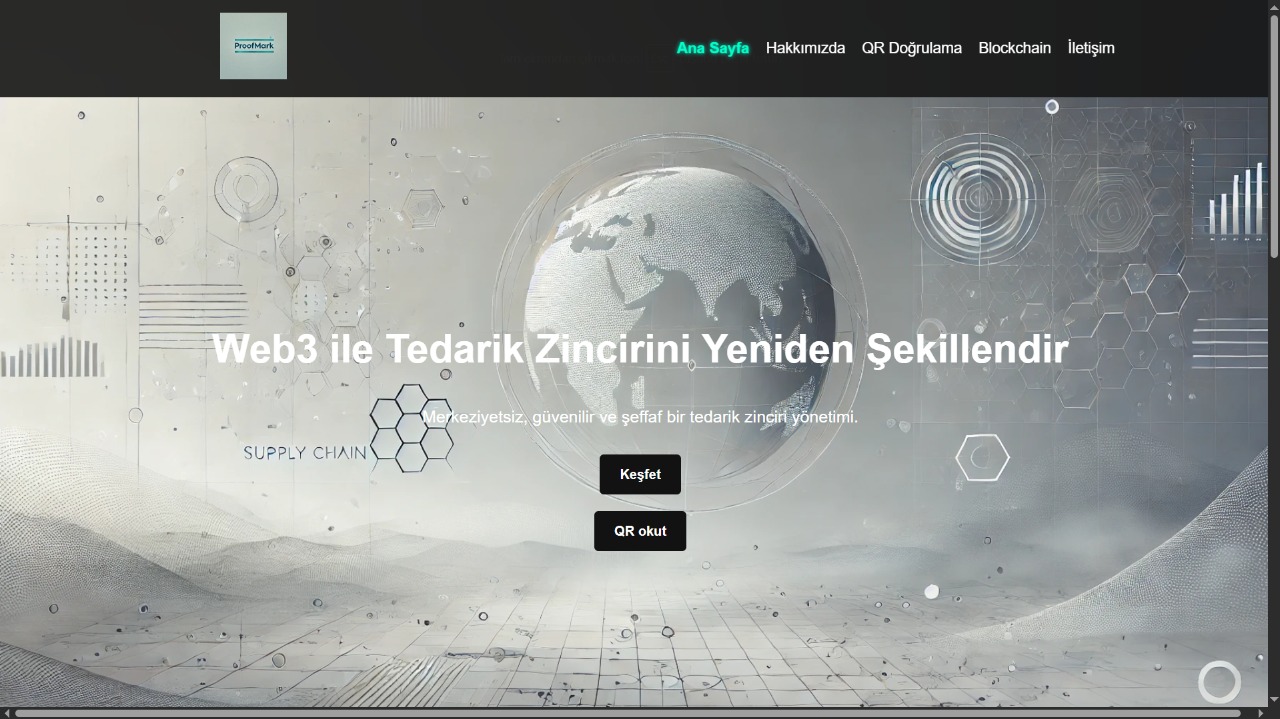 ProofMark
Ana Sayfa Hakkımızda QR Doğrulama Blockchain İletişim
Web3 ile Tedarik Zincirini Yeniden Şekillendir
Merkeziyetsiz, güvenilir ve şeffaf bir tedarik zinciri yönetimi.
SUPPLY CHAIN
Keşfet
QR okut